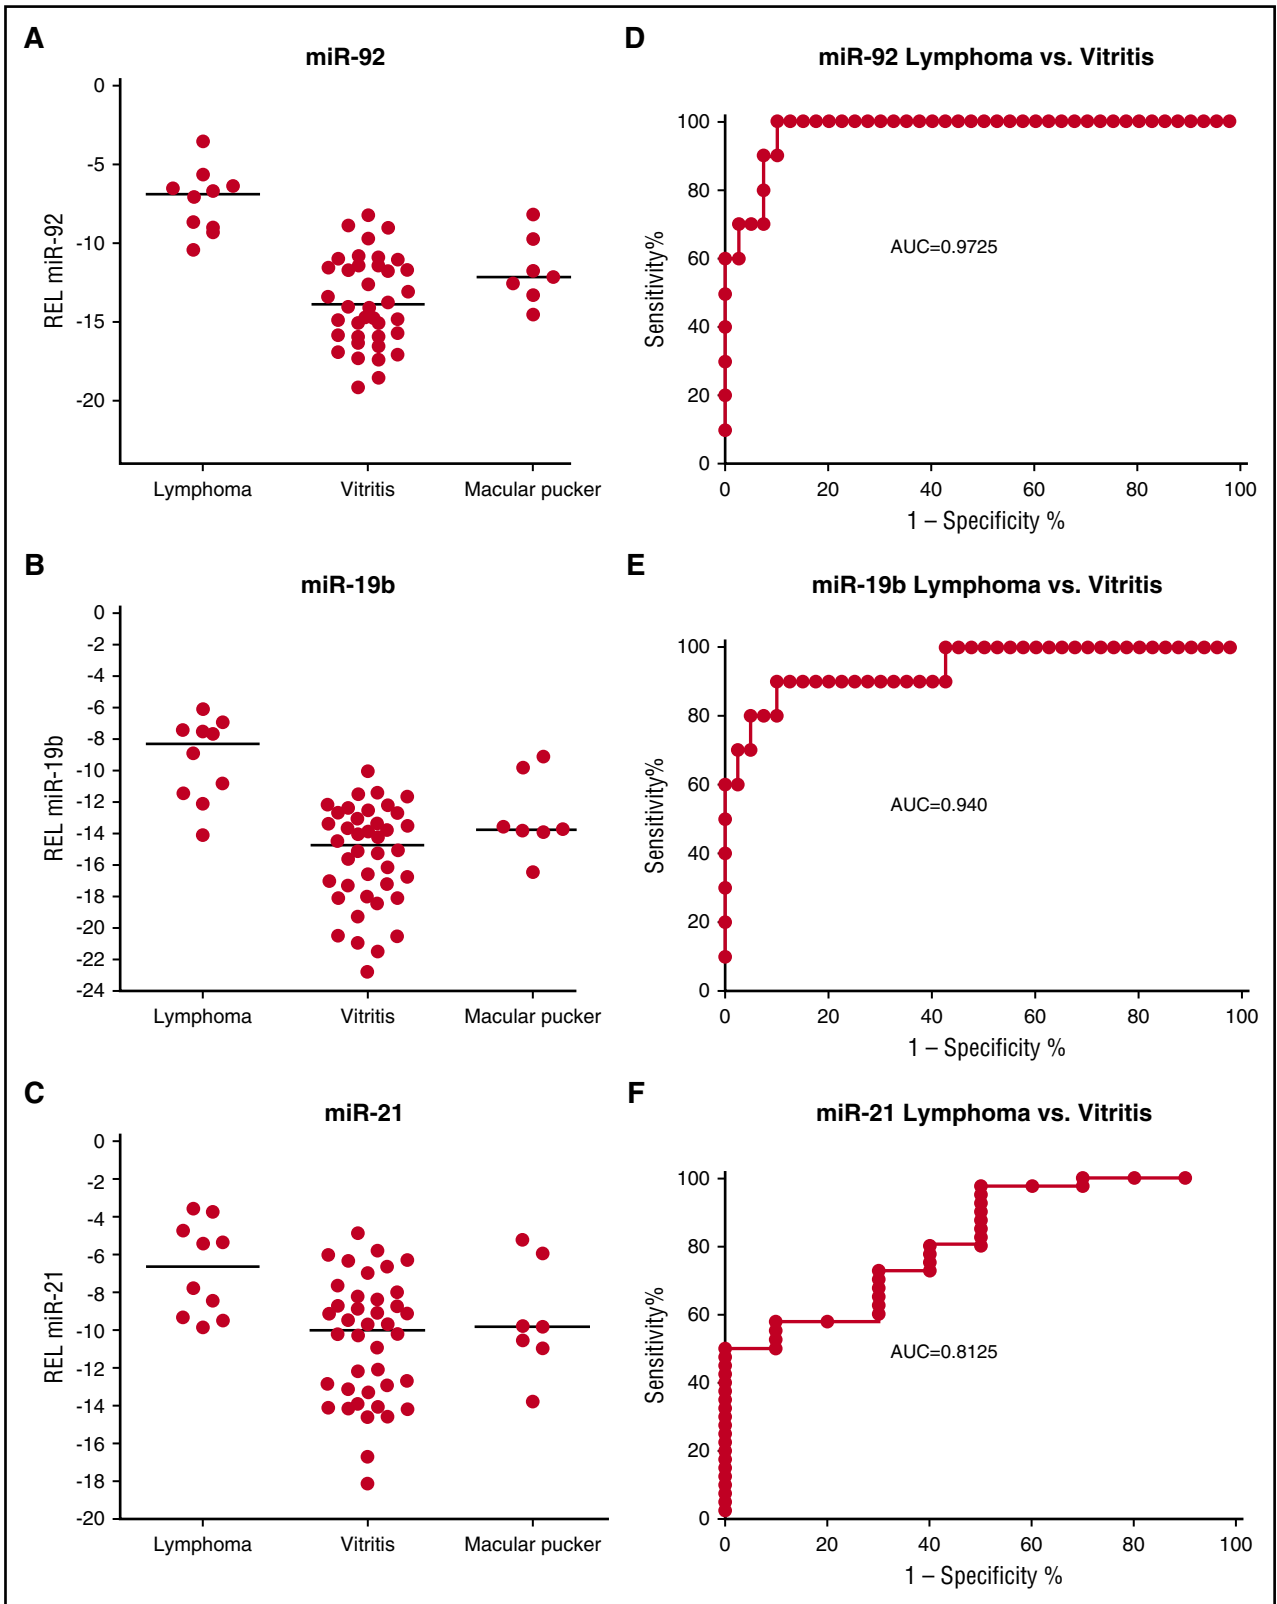 A
miR-92
0
-5
-10
-15
-20
REL miR-92
Lymphoma
Vitritis
Macular pucker
D
miR-92 Lymphoma vs. Vitritis
100
80
60
40
20
0
Sensitivity%
AUC=0.9725
0
20
40
60
80
100
1 – Specificity %
B
miR-19b
0
-2
-4
-6
-8
-10
-12
-14
-16
-18
-20
-22
-24
REL miR-19b
Lymphoma
Vitritis
Macular pucker
E
miR-19b Lymphoma vs. Vitritis
100
80
60
40
20
0
Sensitivity%
AUC=0.940
0
20
40
60
80
100
1 – Specificity %
C
miR-21
0
-2
-4
-6
-8
-10
-12
-14
-16
-18
-20
REL miR-21
Lymphoma
Vitritis
Macular pucker
F
miR-21 Lymphoma vs. Vitritis
100
80
60
40
20
0
Sensitivity%
AUC=0.8125
0
20
40
60
80
100
1 – Specificity %